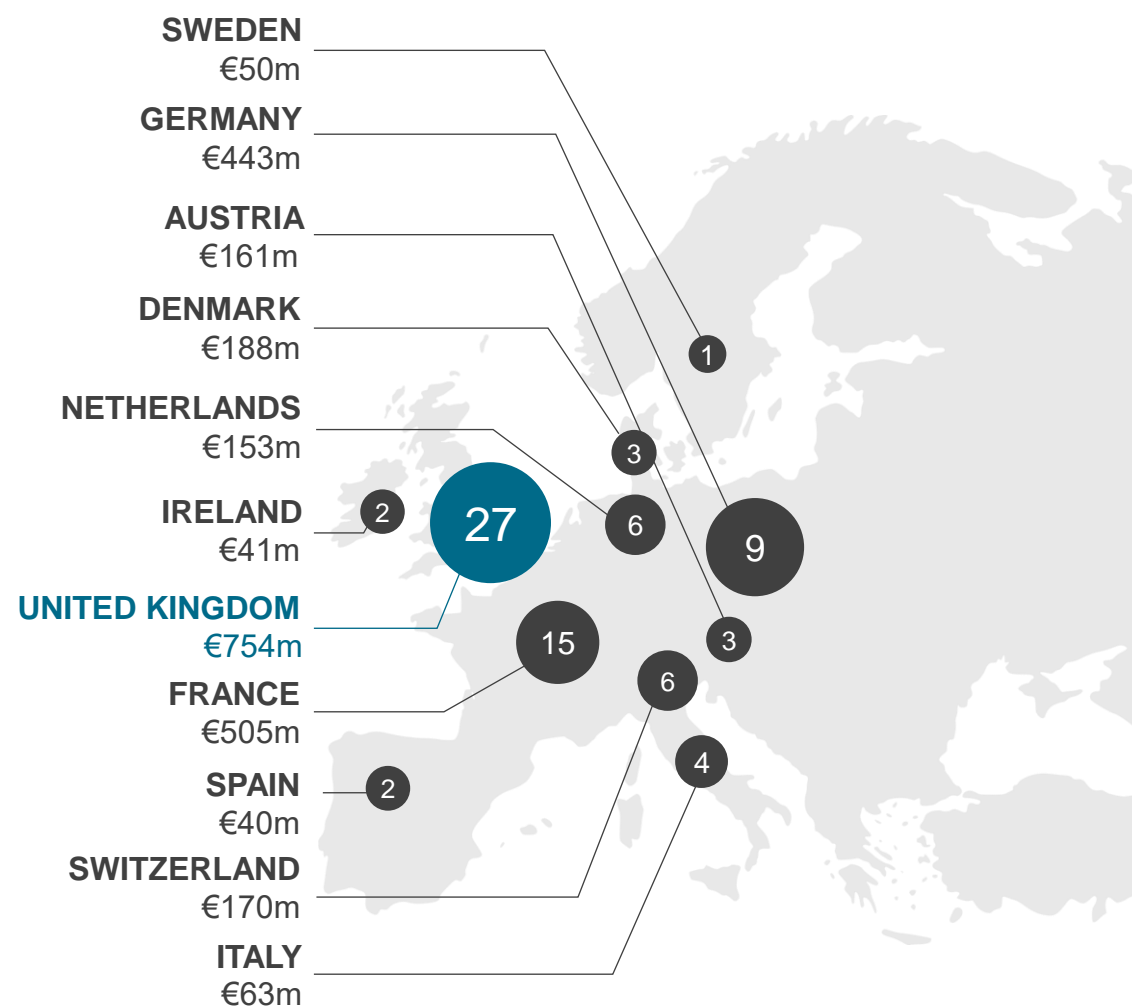 SWEDEN
€50m
GERMANY
€443m
AUSTRIA
€161m
DENMARK
€188m
NETHERLANDS
€153m
IRELAND
€41m
UNITED KINGDOM
€754m
FRANCE
€505m
SPAIN
€40m
SWITZERLAND
€170m
ITALY
€63m
1
3
2
27
6
9
15
3
6
4
2